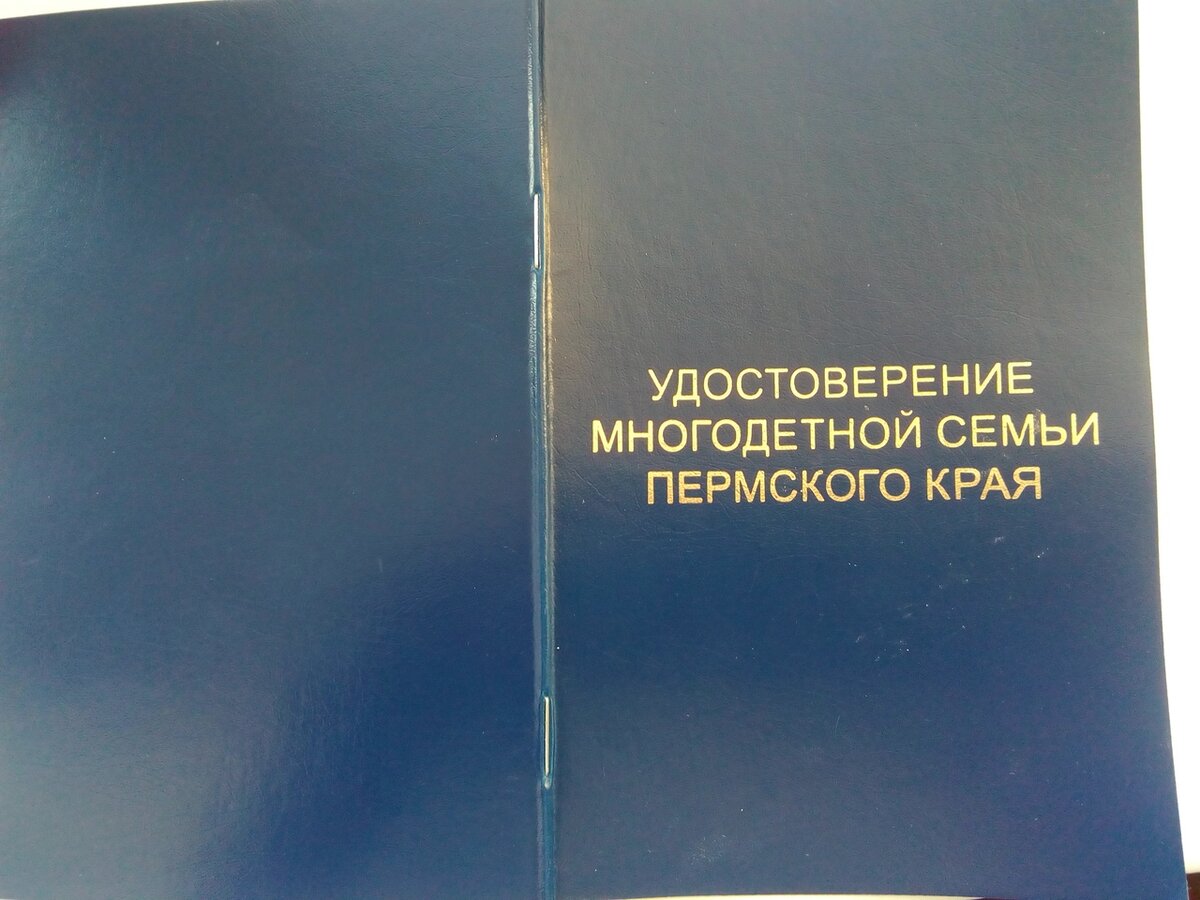 УДОСТОВЕРЕНИЕ
МНОГОДЕТНОЙ СЕМЬИ
ПЕРМСКОГО КРАЯ